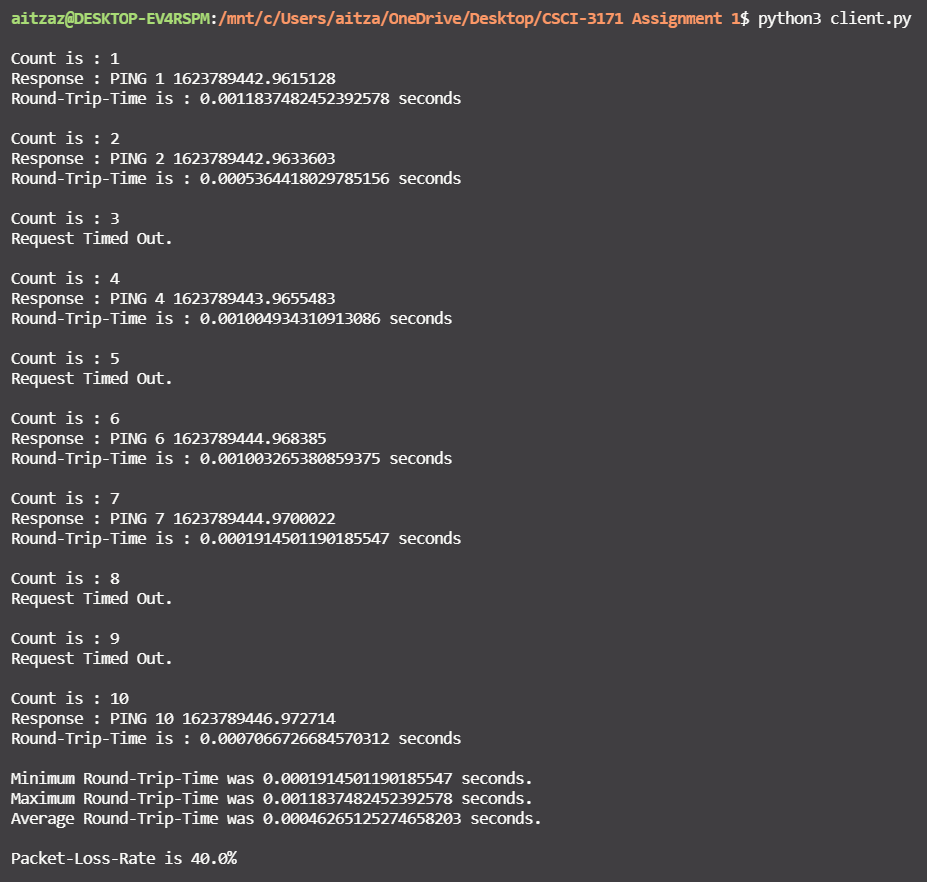 aitzaz@DESKTOP-EV4RSPM:/mnt/c/Users/aitza/OneDrive/Desktop/CSCI-3171 Assignment 1$ python3 client.py
Count is : 1
Response : PING 1 1623789442.9615128
Round-Trip-Time is : 0.0011837482452392578 seconds
Count is : 2
Response : PING 2 1623789442.9633603
Round-Trip-Time is : 0.0005364418029785156 seconds
Count is : 3
Request Timed Out.
Count is : 4
Response : PING 4 1623789443.9655483
Round-Trip-Time is : 0.001004934310913086 seconds
Count is : 5
Request Timed Out.
Count is : 6
Response : PING 6 1623789444.968385
Round-Trip-Time is : 0.001003265380859375 seconds
Count is : 7
Response : PING 7 1623789444.9700022
Round-Trip-Time is : 0.0001914501190185547 seconds
Count is : 8
Request Timed Out.
Count is : 9
Request Timed Out.
Count is : 10
Response : PING 10 1623789446.972714
Round-Trip-Time is : 0.0007066726684570312 seconds
Minimum Round-Trip-Time was 0.0001914501190185547 seconds.
Maximum Round-Trip-Time was 0.0011837482452392578 seconds.
Average Round-Trip-Time was 0.00046265125274658203 seconds.
Packet-Loss-Rate is 40.0%